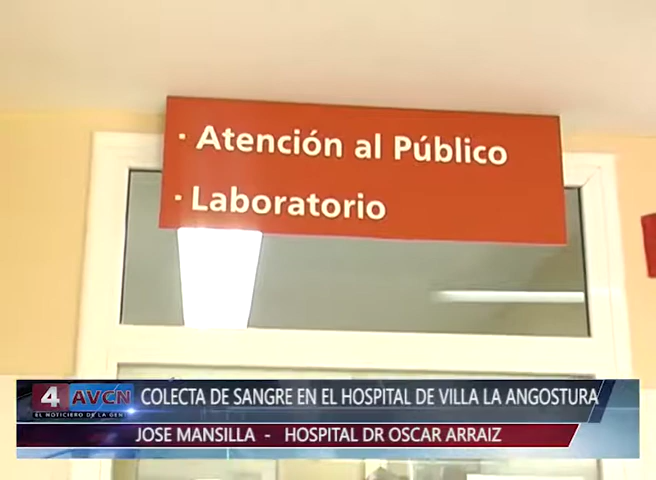 · Atención al Público
· Laboratorio
4 AVCN COLECTA DE SANGRE EN EL HOSPITAL DE VILLA LA ANGOSTURA
EL NOTICIERO DE LA GEN
JOSE MANSILLA - HOSPITAL DR OSCAR ARRAIZ